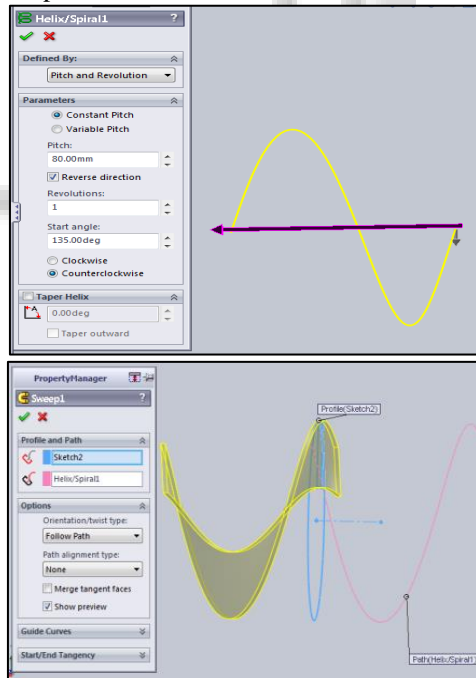 Helix/Spiral1 ?
Defined By:
Pitch and Revolution
Parameters
Constant Pitch
Variable Pitch
Pitch:
80.00mm
Reverse direction
Revolutions:
1
Start angle:
135.00deg
Clockwise
Counterclockwise
Taper Helix
0.00deg
Taper outward
PropertyManager
Sweep1 ?
Profile and Path
Sketch2
Helix/Spiral1
Options
Orientation/twist type:
Follow Path
Path alignment type:
None
Merge tangent faces
Show preview
Guide Curves
Start/End Tangency
Profile(Sketch2)
Path(Helix/Spiral1)